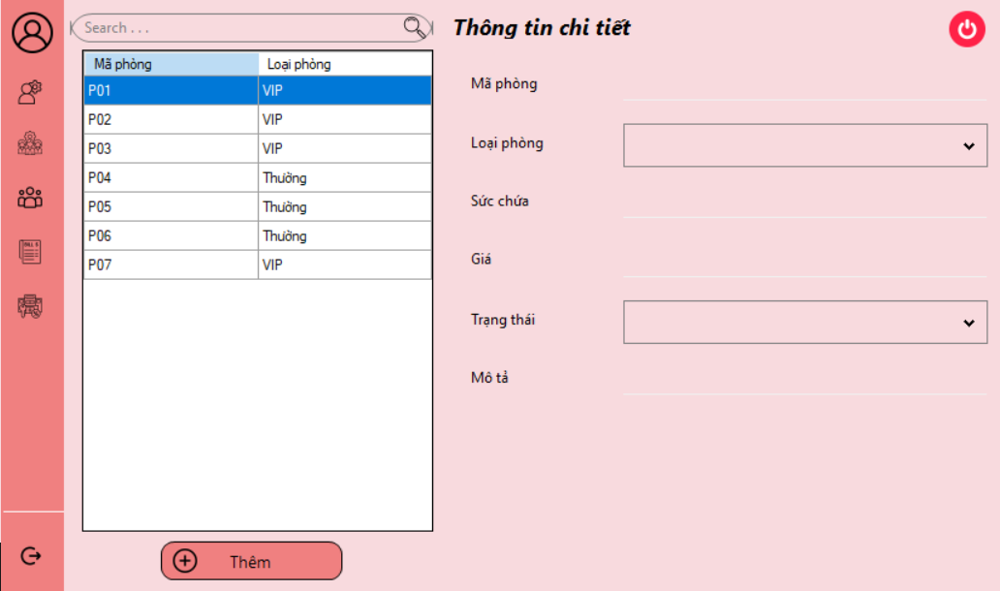 Search . . .
Mã phòng Loại phòng
P01 VIP
P02 VIP
P03 VIP
P04 Thường
P05 Thường
P06 Thường
P07 VIP
Thêm
Thông tin chi tiết
Mã phòng
Loại phòng
Sức chứa
Giá
Trạng thái
Mô tả